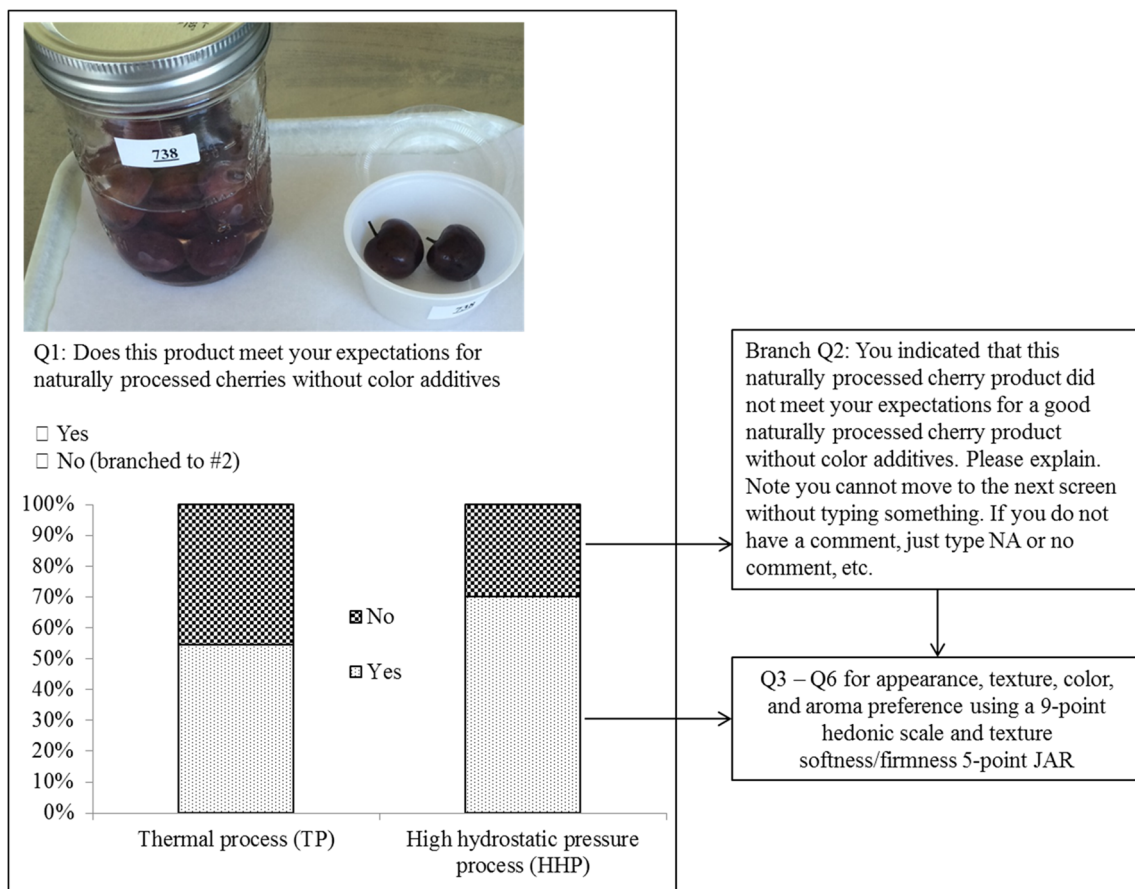 738
738
Q1: Does this product meet your expectations for
naturally processed cherries without color additives
□ Yes
□ No (branched to #2)
100%
90%
80%
70%
60%
50%
40%
30%
20%
10%
0%
No
Yes
Thermal process (TP)
High hydrostatic pressure
process (HHP)
Branch Q2: You indicated that this
naturally processed cherry product did
not meet your expectations for a good
naturally processed cherry product
without color additives. Please explain.
Note you cannot move to the next screen
without typing something. If you do not
have a comment, just type NA or no
comment, etc.
Q3 – Q6 for appearance, texture, color,
and aroma preference using a 9-point
hedonic scale and texture
softness/firmness 5-point JAR